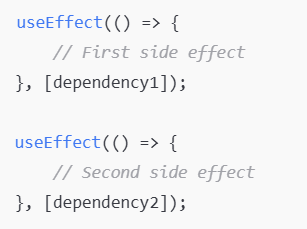 useEffect(() => {
    // First side effect
}, [dependency1]);

useEffect(() => {
    // Second side effect
}, [dependency2]);